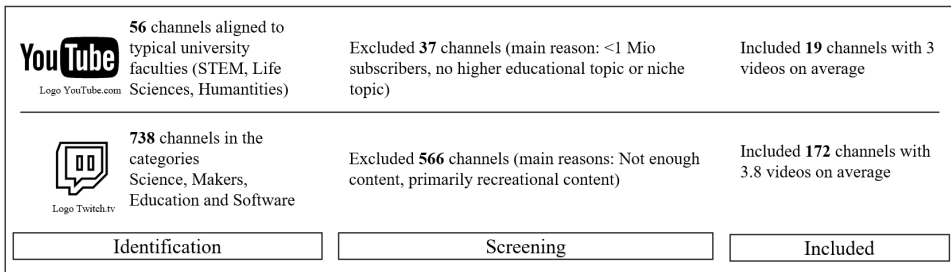 YouTube
Logo YouTube.com
56 channels aligned to
typical university
faculties (STEM, Life
Sciences, Humantities)
Excluded 37 channels (main reason: <1 Mio
subscribers, no higher educational topic or niche
topic)
Included 19 channels with 3
videos on average
Logo Twitch.tv
738 channels in the
categories
Science, Makers,
Education and Software
Excluded 566 channels (main reasons: Not enough
content, primarily recreational content)
Included 172 channels with
3.8 videos on average
Identification
Screening
Included